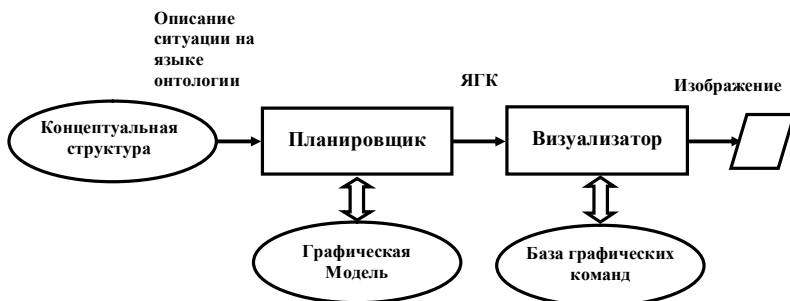 Описание
ситуации на
языке
онтологии
ЯГК
Изображение
Концептуальная
структура
Планировщик
Визуализатор
Графическая
Модель
База графических
команд